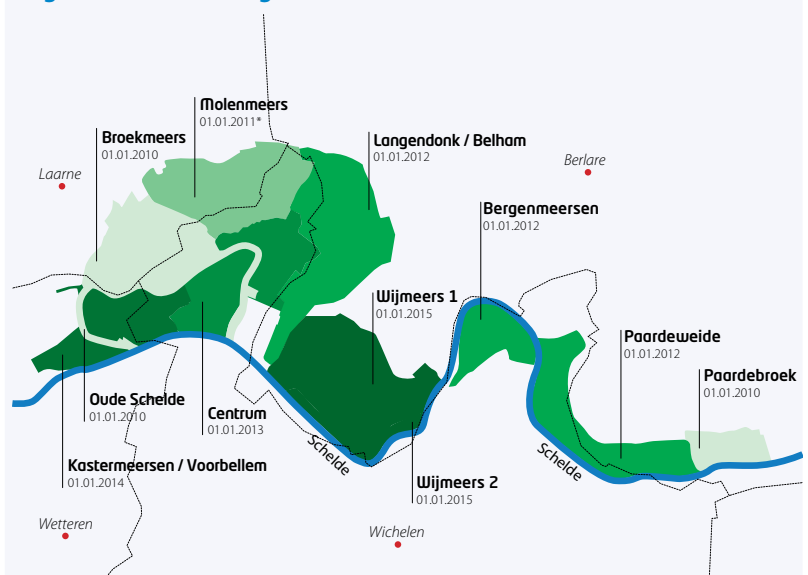 Molenmeers
01.01.2011*
Broekmeers
01.01.2010
Langendonk / Belham
01.01.2012
Laarne
Berlare
Bergenmeersen
01.01.2012
Wijmeers 1
01.01.2015
Paardeweide
01.01.2012
Paardebroek
01.01.2010
Oude Schelde
01.01.2010
Centrum
01.01.2013
Schelde
Schelde
Kastermeersen / Voorbellem
01.01.2014
Wijmeers 2
01.01.2015
Wetteren
Wichelen